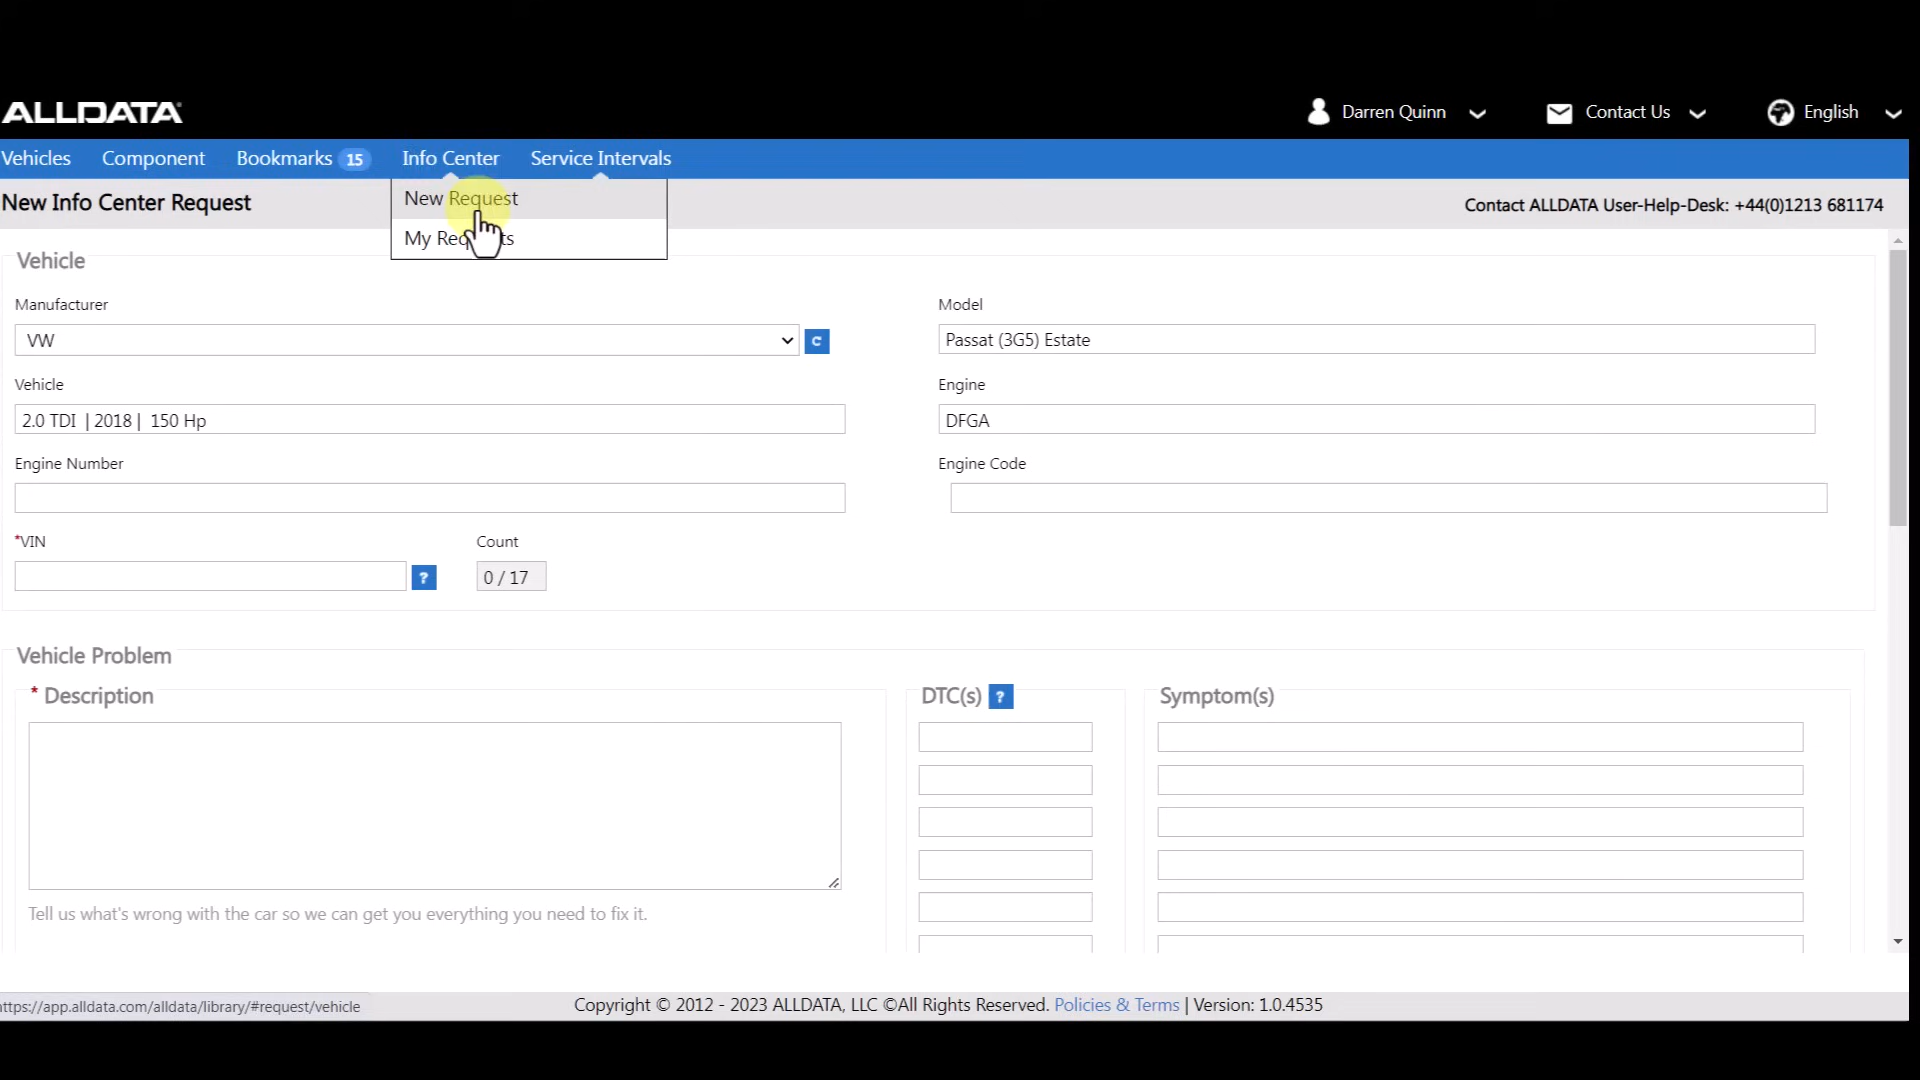 ALLDATA
Darren Quinn
Contact Us
English
Vehicles
Component
Bookmarks 15
Info Center
Service Intervals
New Info Center Request
New Request
My Requests
Contact ALLDATA User-Help-Desk: +44(0)1213 681174
Vehicle
Manufacturer
Model
VW
C
Passat (3G5) Estate
Vehicle
Engine
2.0 TDI | 2018 | 150 Hp
DFGA
Engine Number
Engine Code
*VIN
Count
?
0 / 17
Vehicle Problem
* Description
DTC(s) ?
Symptom(s)
Tell us what's wrong with the car so we can get you everything you need to fix it.
ttps://app.alldata.com/alldata/library/#request/vehicle
Copyright © 2012 - 2023 ALLDATA, LLC ©All Rights Reserved. Policies & Terms | Version: 1.0.4535